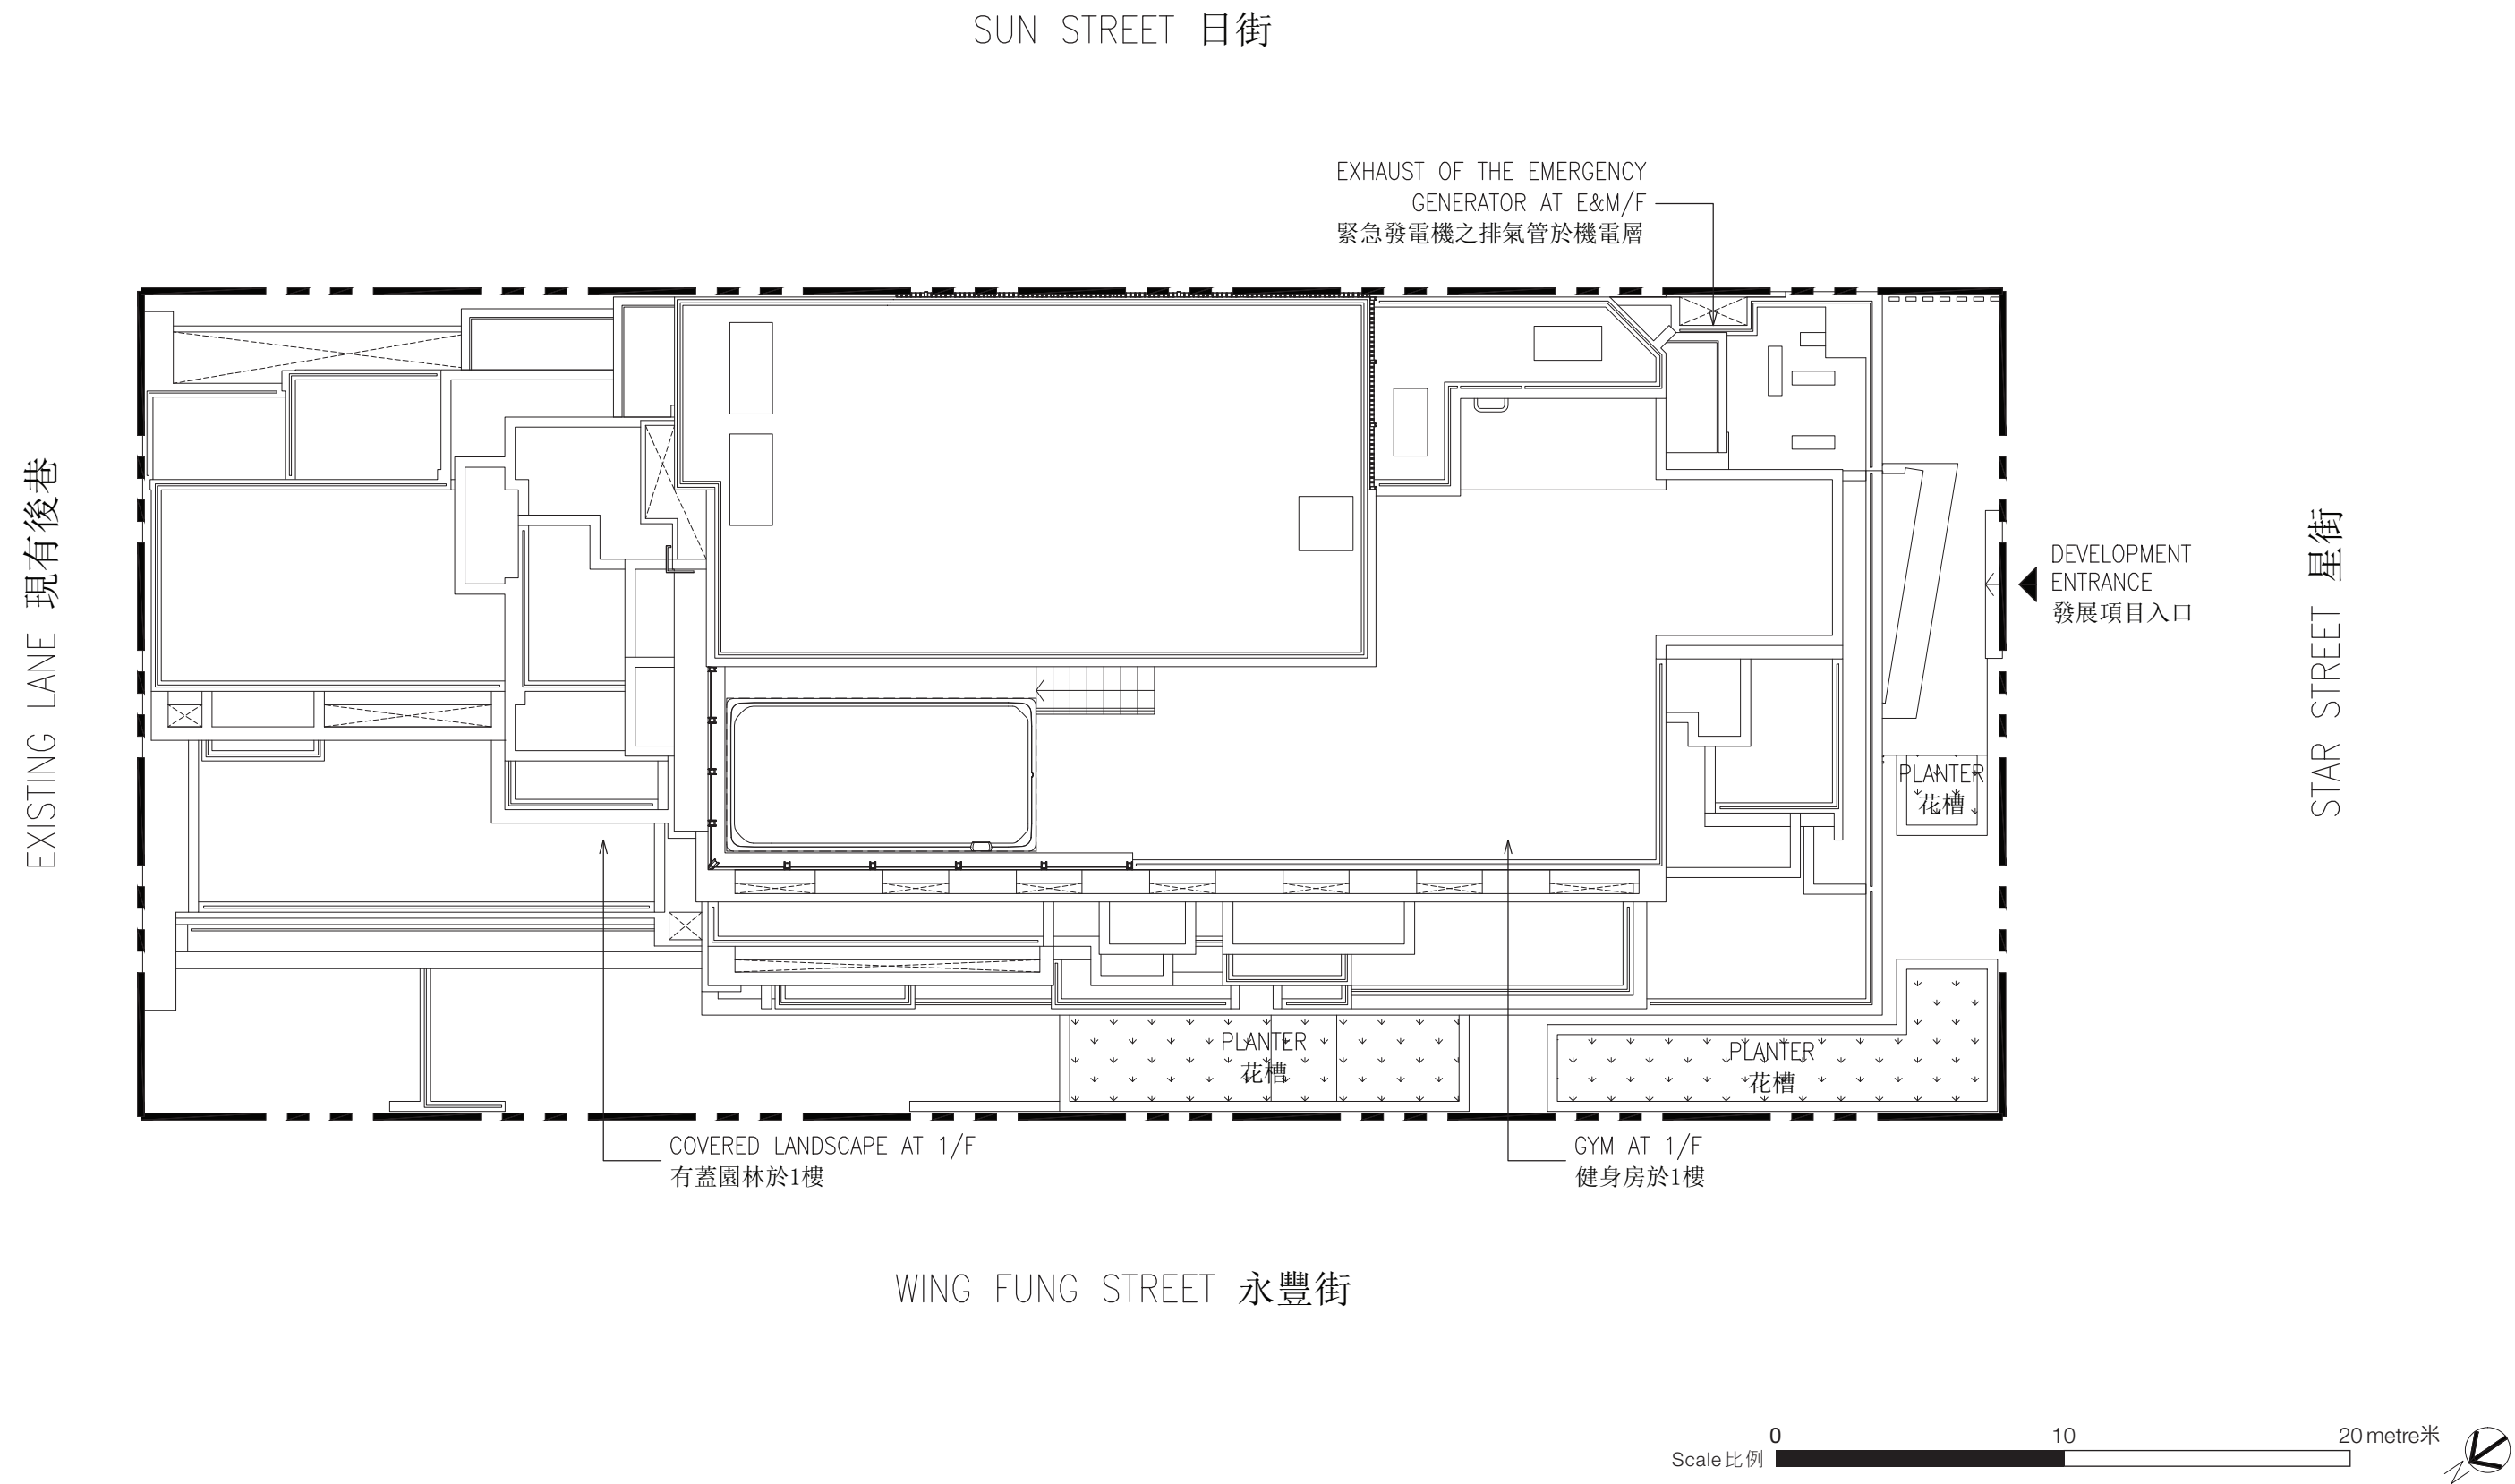 SUN STREET 日街
EXHAUST OF THE EMERGENCY
GENERATOR AT E&M/F
緊急發電機之排氣管於機電層
EXISTING LANE 現有後巷
DEVELOPMENT
ENTRANCE
發展項目入口
STAR STREET 星街
PLANTER
花槽
PLANTER
花槽
PLANTER
花槽
COVERED LANDSCAPE AT 1/F
有蓋園林於1樓
GYM AT 1/F
健身房於1樓
WING FUNG STREET 永豐街
0 10 20 metre米
Scale 比例
N